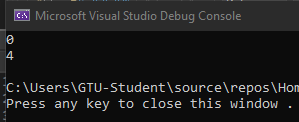 Microsoft Visual Studio Debug Console
0
4
C:\Users\GTU-Student\source\repos\Hom
Press any key to close this window .